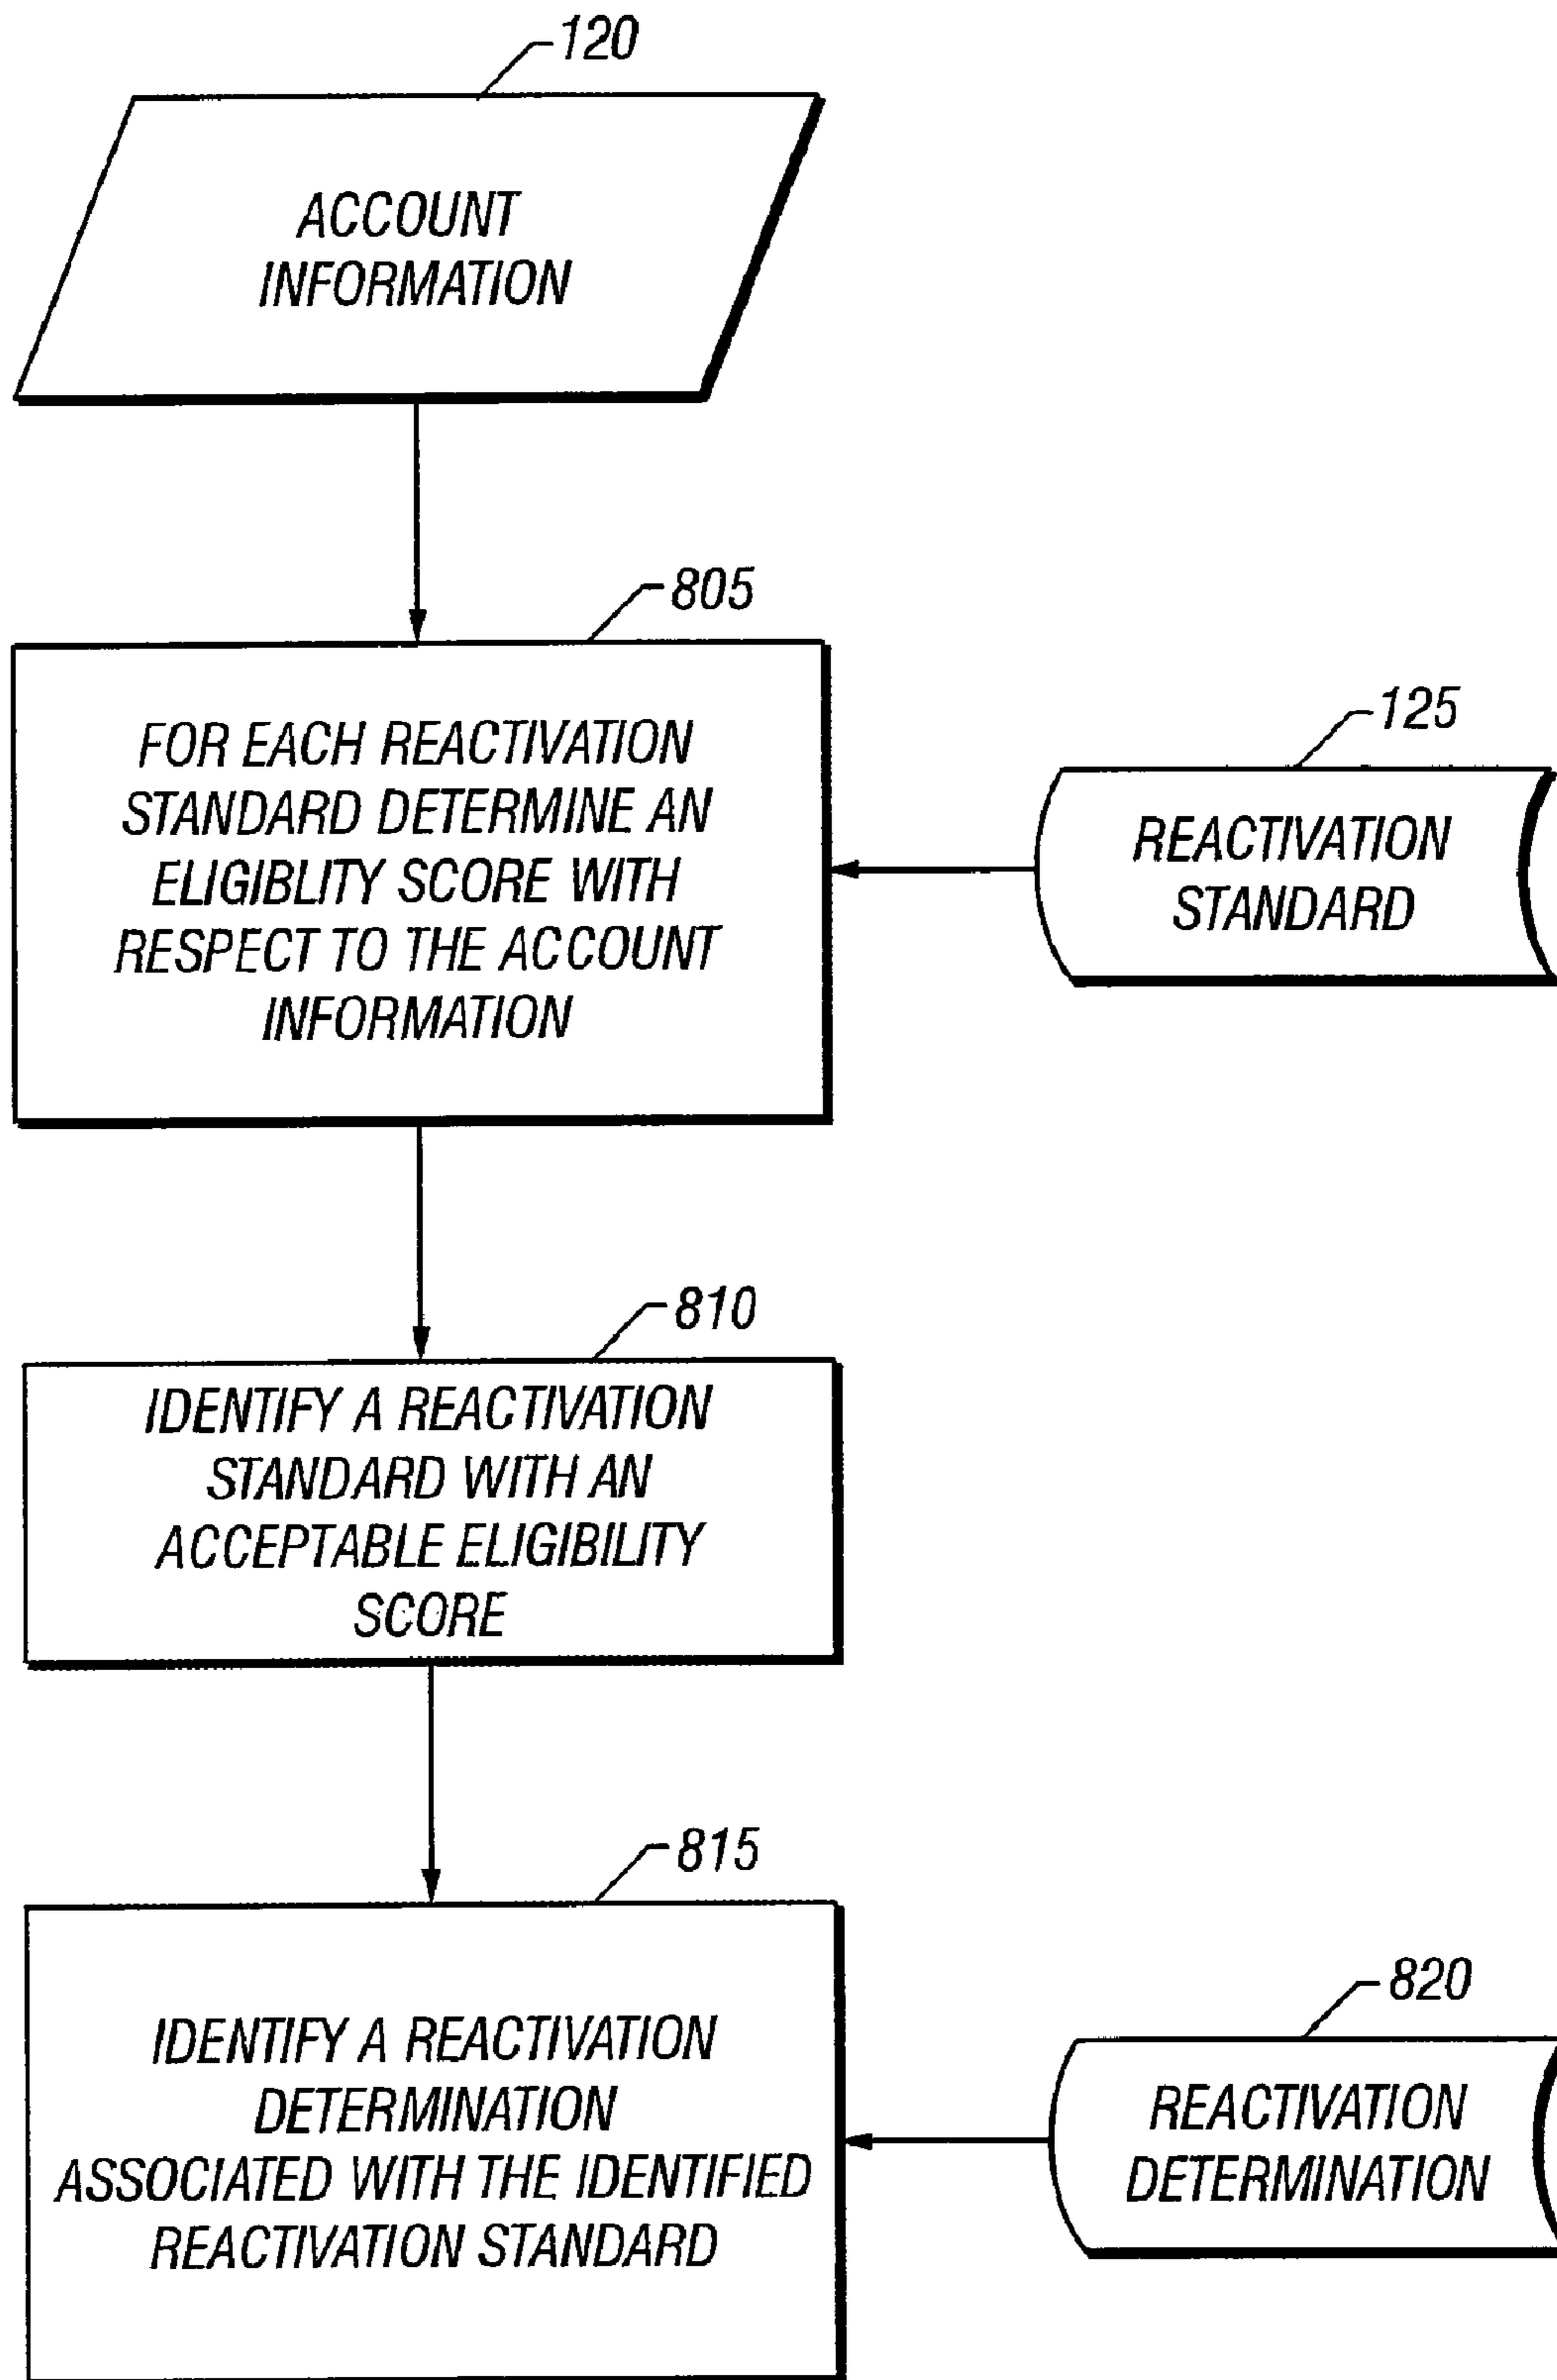 120
ACCOUNT
INFORMATION
805
FOR EACH REACTIVATION
STANDARD DETERMINE AN
ELIGIBLITY SCORE WITH
RESPECT TO THE ACCOUNT
INFORMATION
125
REACTIVATION
STANDARD
810
IDENTIFY A REACTIVATION
STANDARD WITH AN
ACCEPTABLE ELIGIBILITY
SCORE
815
IDENTIFY A REACTIVATION
DETERMINATION
ASSOCIATED WITH THE IDENTIFIED
REACTIVATION STANDARD
820
REACTIVATION
DETERMINATION